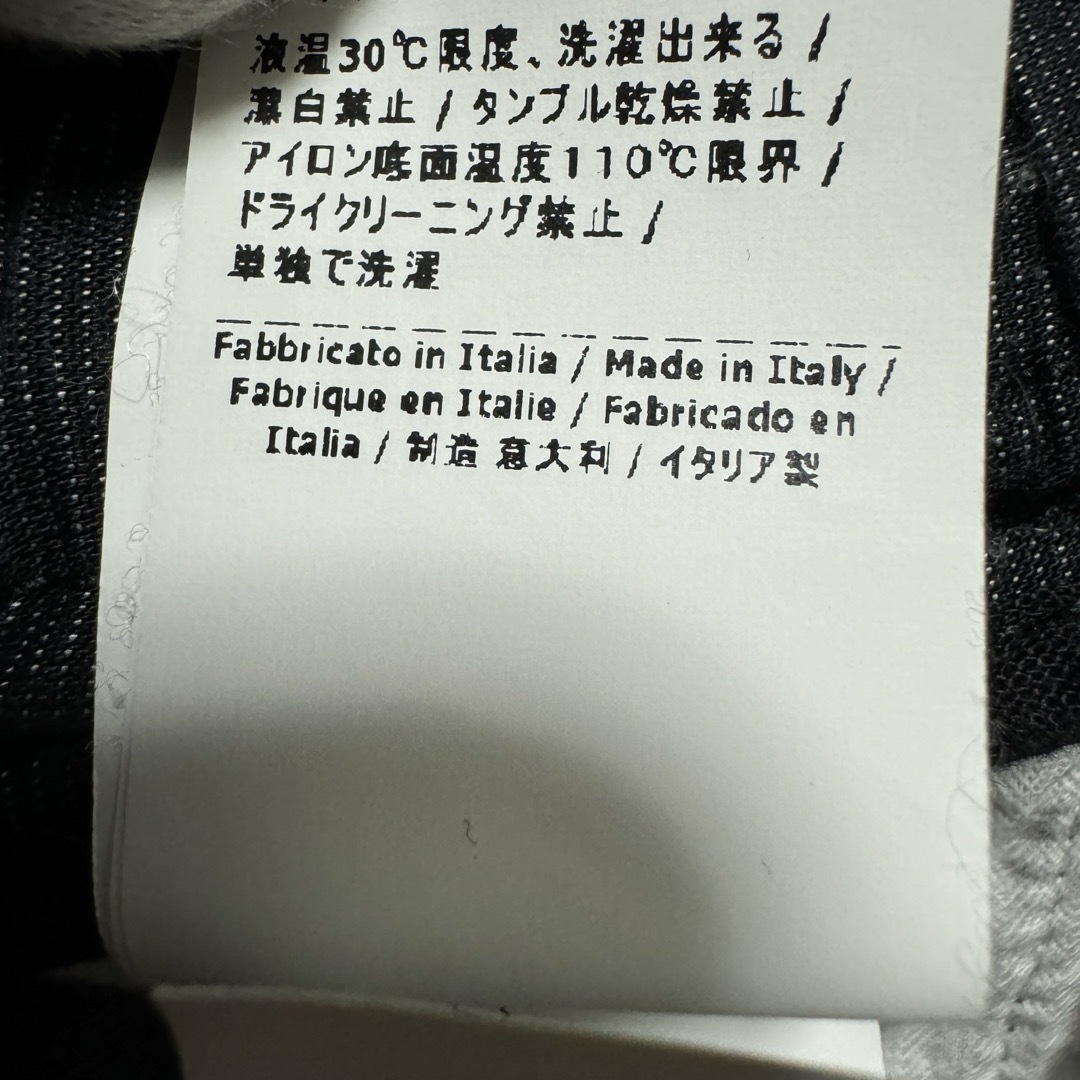 液温30℃限度、洗濯出来る /
漂白禁止 / タンブル乾燥禁止 /
アイロン底面温度110℃限界 /
ドライクリーニング禁止 /
単独で洗濯
Fabbricato in Italia / Made in Italy /
Fabrique en Italie / Fabricado en
Italia / 制造 意大利 / イタリア製